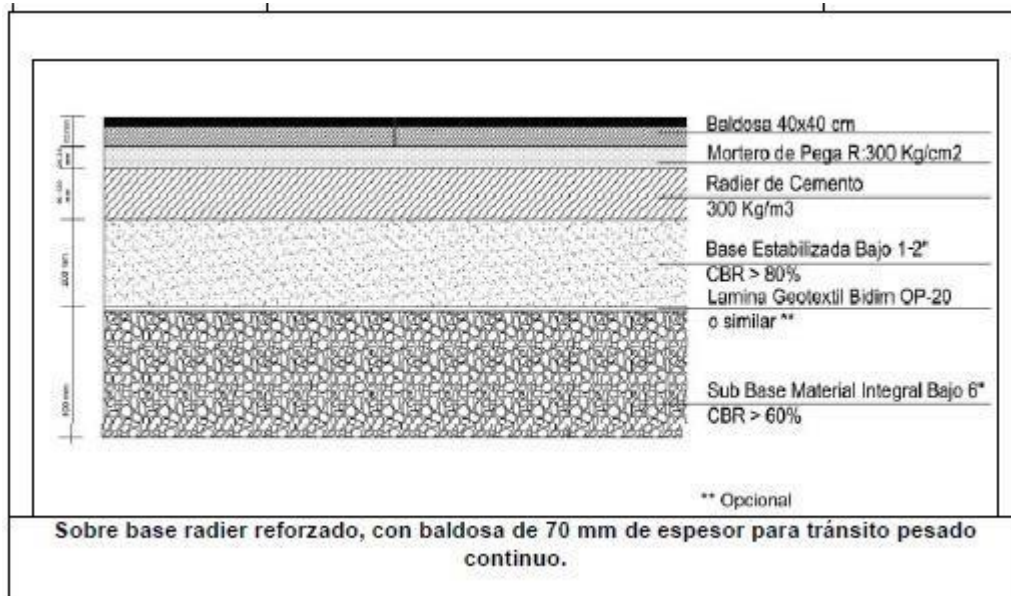 Baldosa 40x40 cm
Mortero de Pega R:300 Kg/cm2
Radier de Cemento
300 Kg/m3
Base Estabilizada Bajo 1-2"
CBR > 80%
Lamina Geotextil Bidim OP-20
o similar **
Sub Base Material Integral Bajo 6"
CBR > 60%
** Opcional
200 mm
Sobre base radier reforzado, con baldosa de 70 mm de espesor para tránsito pesado
continuo.